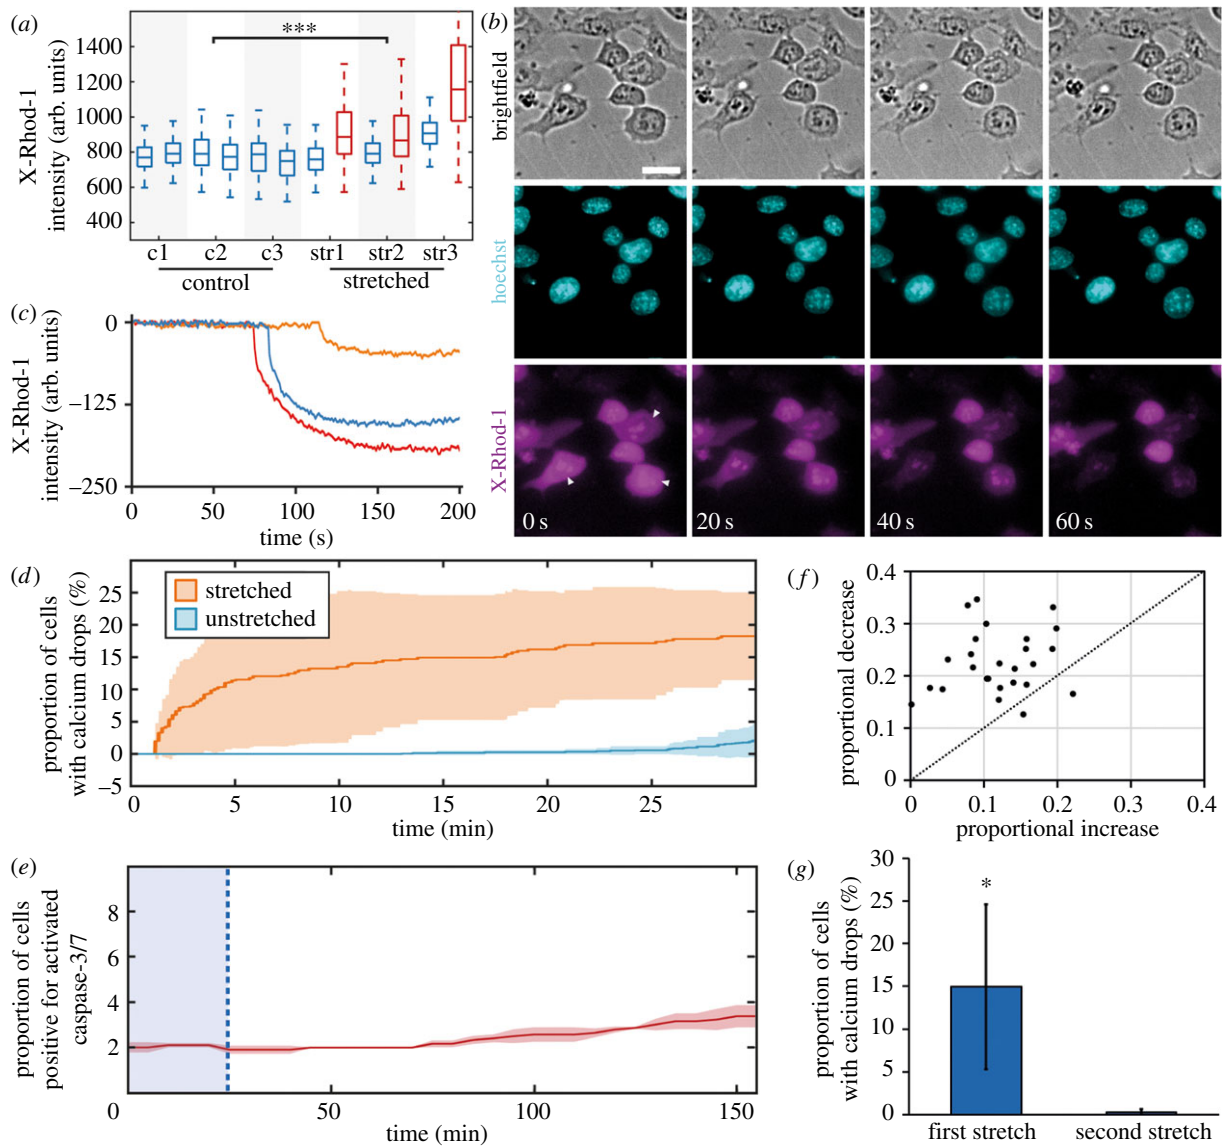 (a)
X-Rhod-1
intensity (arb. units)
1400
1200
1000
800
600
400
***
c1 c2 c3 str1 str2 str3
control stretched
(b)
brightfield
hoechst
X-Rhod-1
0 s 20 s 40 s 60 s
(c)
X-Rhod-1
intensity (arb. units)
0
−125
−250
0 50 100 150 200
time (s)
(d)
proportion of cells
with calcium drops (%)
25
20
15
10
5
0
−5
stretched
unstretched
0 5 10 15 20 25
time (min)
(f)
proportional decrease
0.4
0.3
0.2
0.1
0
0 0.1 0.2 0.3 0.4
proportional increase
(e)
proportion of cells
positive for activated
caspase-3/7
8
6
4
2
0 50 100 150
time (min)
(g)
proportion of cells
with calcium drops (%)
30
25
20
15
10
5
0
*
first stretch second stretch